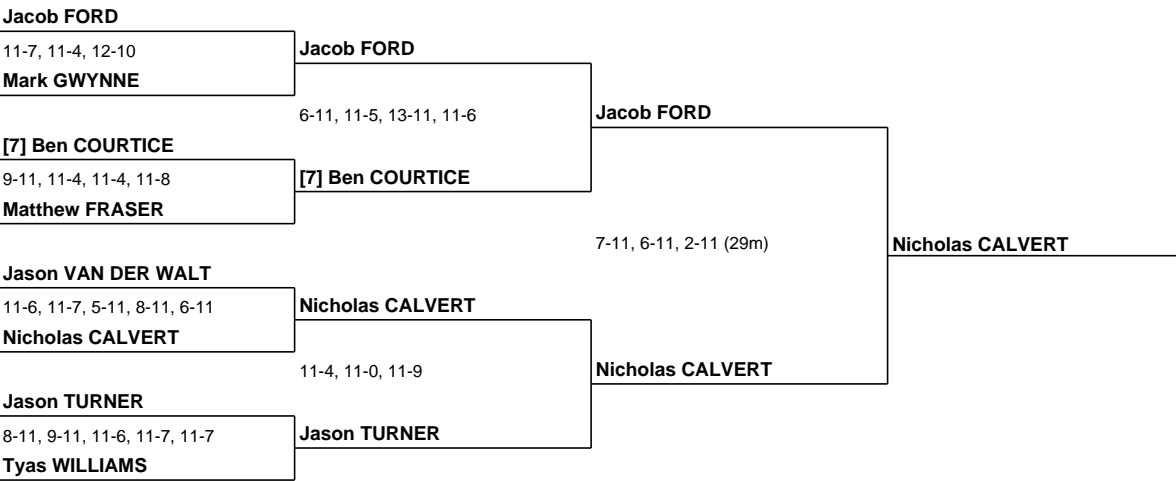 Jacob FORD
11-7, 11-4, 12-10
Jacob FORD
Mark GWYNNE
6-11, 11-5, 13-11, 11-6
Jacob FORD
[7] Ben COURTICE
9-11, 11-4, 11-4, 11-8
[7] Ben COURTICE
Matthew FRASER
7-11, 6-11, 2-11 (29m)
Nicholas CALVERT
Jason VAN DER WALT
11-6, 11-7, 5-11, 8-11, 6-11
Nicholas CALVERT
Nicholas CALVERT
11-4, 11-0, 11-9
Nicholas CALVERT
Jason TURNER
8-11, 9-11, 11-6, 11-7, 11-7
Jason TURNER
Tyas WILLIAMS